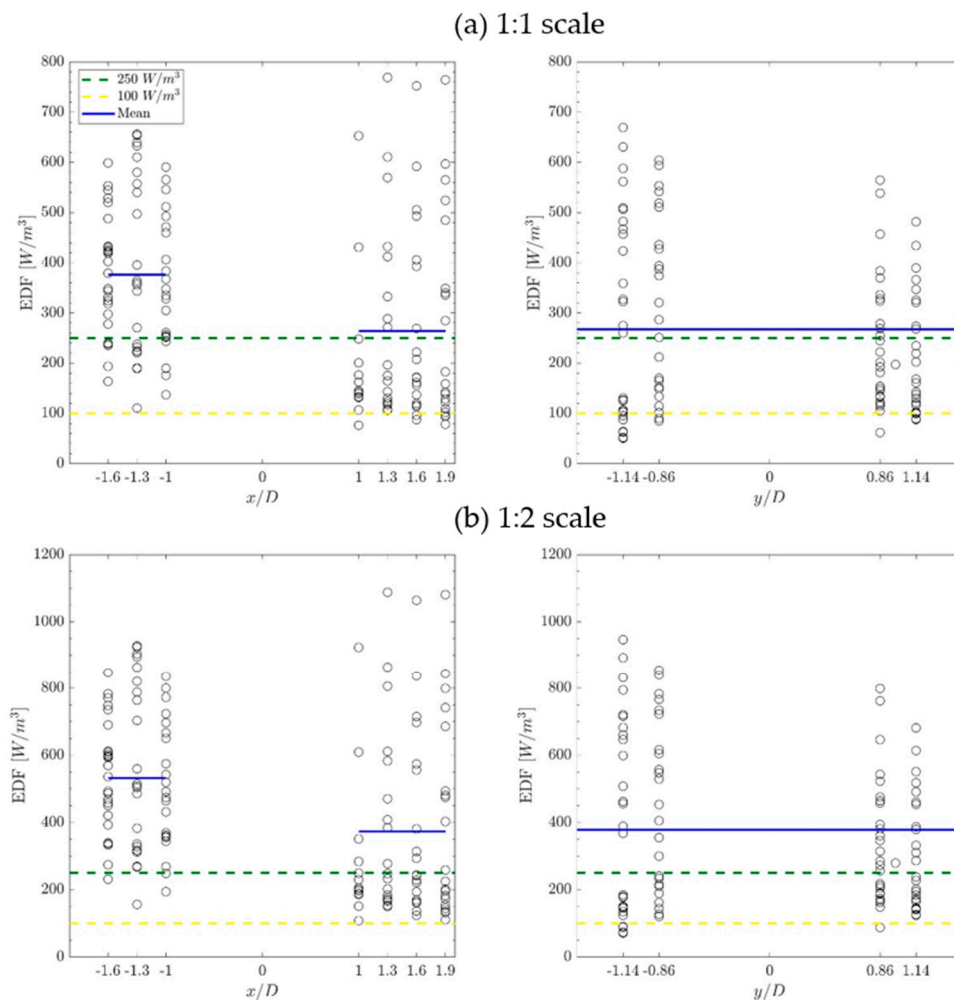 (a) 1:1 scale
250 W/m³
100 W/m³
Mean
EDF [W/m³]
800
700
600
500
400
300
200
100
0
-1.6 -1.3 -1 0 1 1.3 1.6 1.9
x/D
EDF [W/m³]
800
700
600
500
400
300
200
100
0
-1.14 -0.86 0 0.86 1.14
y/D
(b) 1:2 scale
EDF [W/m³]
1200
1000
800
600
400
200
0
-1.6 -1.3 -1 0 1 1.3 1.6 1.9
x/D
EDF [W/m³]
1200
1000
800
600
400
200
0
-1.14 -0.86 0 0.86 1.14
y/D